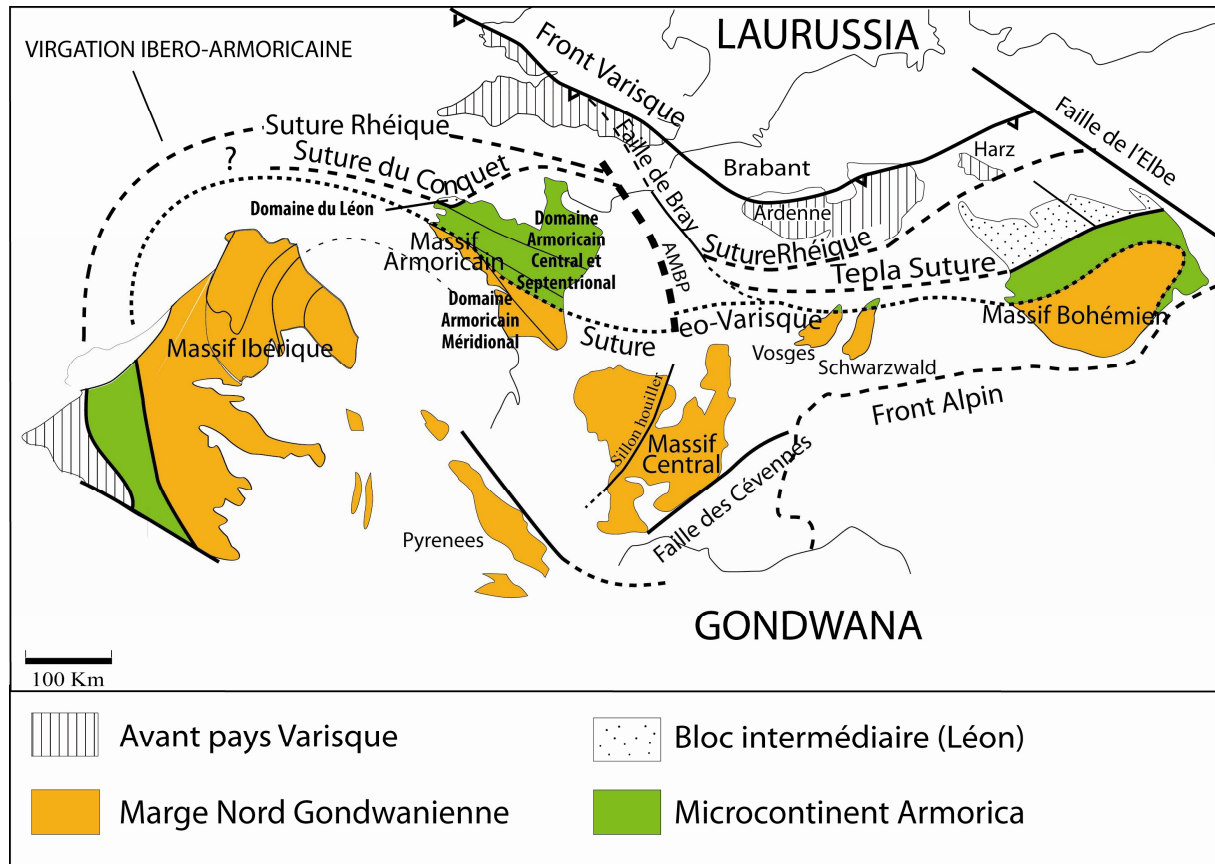 LAURUSSIA
VIRGATION IBERO-ARMORICAINE
Front Varisque
Suture Rhéique
Faille de Bray
Faille de l'Elbe
?
Suture du Conquet
Brabant
Harz
Domaine du Léon
Ardenne
Massif
Armoricain
Domaine
Armoricain
Central et
Septentrional
AMBP
Suture Rhéique
Tepla Suture
Domaine
Armoricain
Méridional
Suture eo-Varisque
Massif Bohémien
Massif Ibérique
Vosges
Schwarzwald
Front Alpin
Sillon houiller
Massif
Central
Faille des Cévennes
Pyrenees
GONDWANA
100 Km
Avant pays Varisque
Bloc intermédiaire (Léon)
Marge Nord Gondwanienne
Microcontinent Armorica